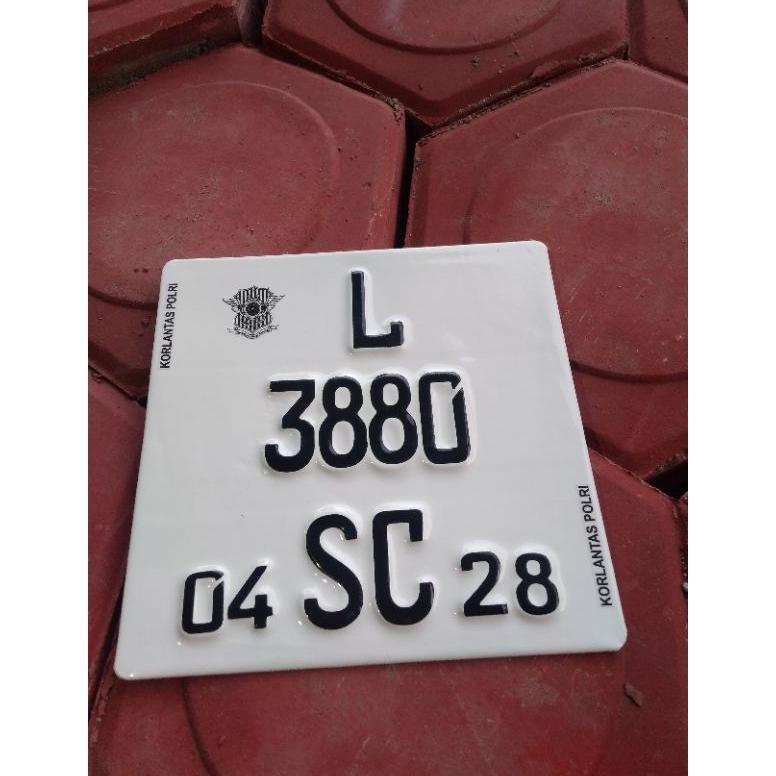 KORLANTAS POLRI
L
3880
04 SC 28
KORLANTAS POLRI